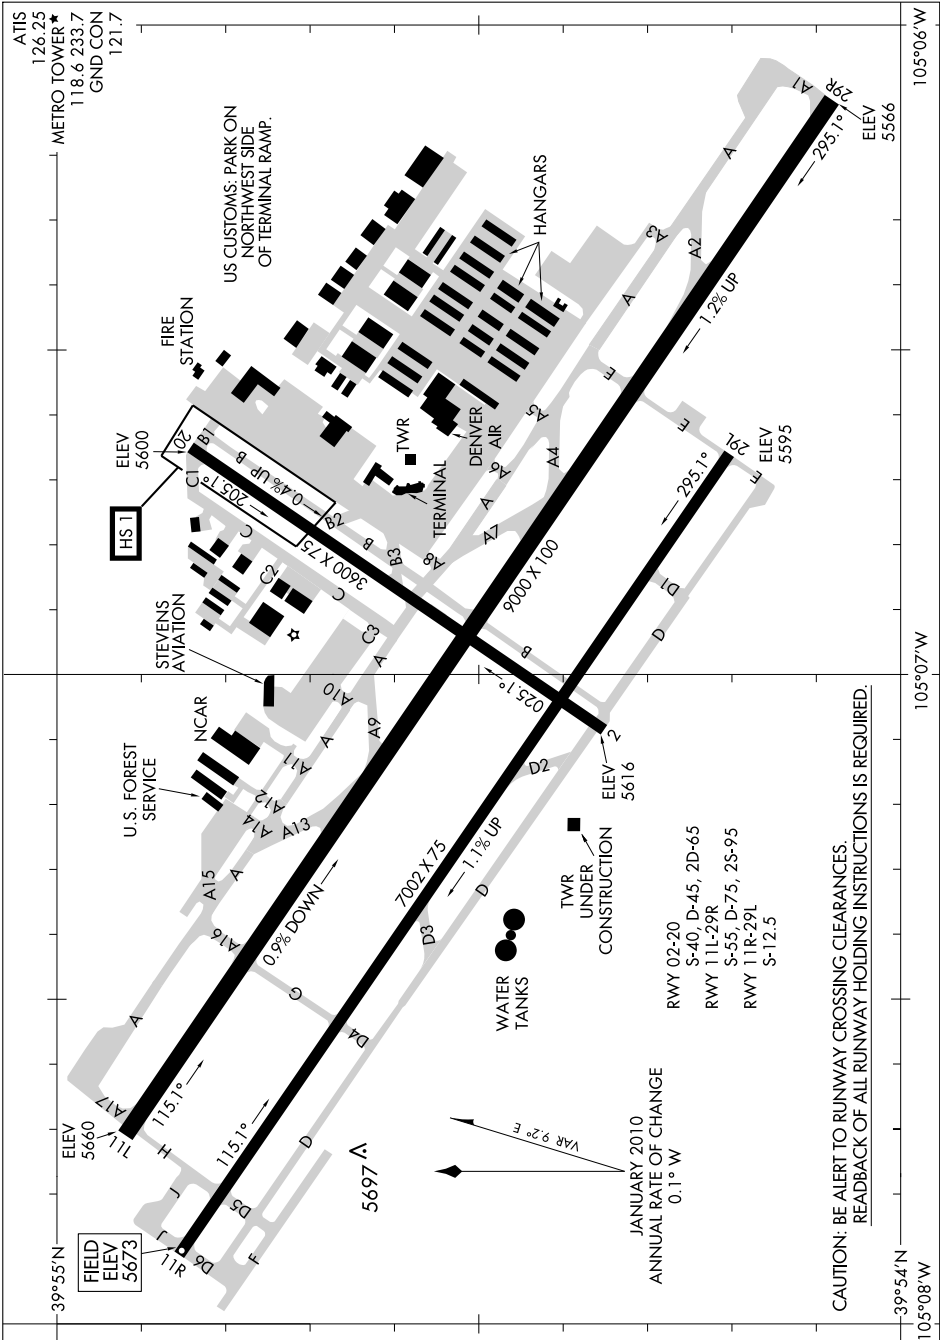 ATIS
126.25
METRO TOWER★
118.6 233.7
GND CON
121.7
105°06'W
US CUSTOMS: PARK ON
NORTHWEST SIDE
OF TERMINAL RAMP.
HANGARS
FIRE
STATION
ELEV
5600
HS 1
20
B1
B
C1
205.1°
0.4% UP
C
B2
3600 X 75
B
B3
C2
C
C3
TWR
TERMINAL
DENVER
AIR
A1
29R
295.1°
ELEV
5566
A
A3
A2
A
1.2% UP
E
A5
A4
A6
A
A7
A8
E
29L
E
ELEV
5595
295.1°
9000 X 100
D1
D
B
025.1°
2
ELEV
5616
105°07'W
STEVENS
AVIATION
NCAR
U.S. FOREST
SERVICE
A
A10
A9
A
A11
A12
A14
A13
A15
A
A16
0.9% DOWN
D2
7002 X 75
1.1% UP
D
D3
TWR
UNDER
CONSTRUCTION
WATER
TANKS
RWY 02-20
S-40, D-45, 2D-65
RWY 11L-29R
S-55, D-75, 2S-95
RWY 11R-29L
S-12.5
G
D4
A
A17
115.1°
ELEV
5660
11L
H
J
J
115.1°
D
D5
D6
F
11R
FIELD
ELEV
5673
5697
VAR 9.2° E
JANUARY 2010
ANNUAL RATE OF CHANGE
0.1° W
CAUTION: BE ALERT TO RUNWAY CROSSING CLEARANCES.
READBACK OF ALL RUNWAY HOLDING INSTRUCTIONS IS REQUIRED.
39°55'N
39°54'N
105°08'W